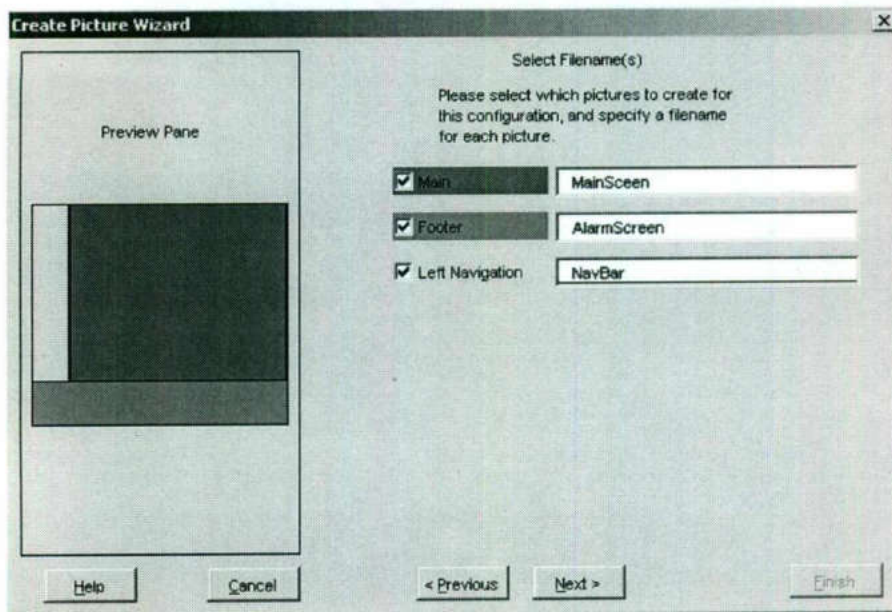 Create Picture Wizard
Preview Pane
Select Filename(s)
Please select which pictures to create for
this configuration, and specify a filename
for each picture.
Main MainSceen
Footer AlarmScreen
Left Navigation NavBar
Help Cancel < Previous Next > Finish